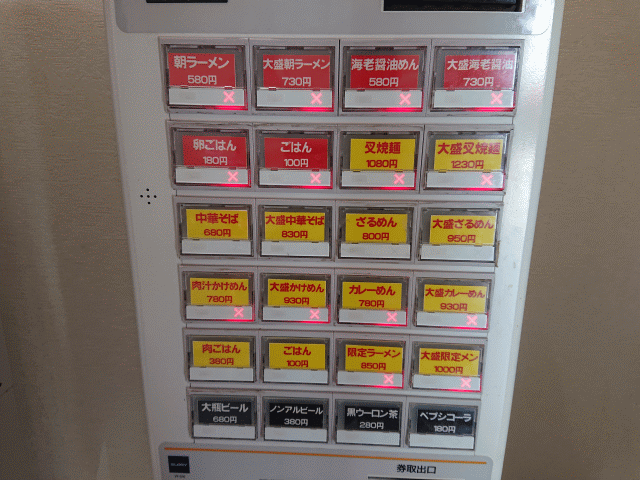 朝ラーメン
580円
大盛朝ラーメン
730円
海老醤油めん
580円
大盛海老醤油
730円
卵ごはん
180円
ごはん
100円
叉焼麺
1080円
大盛叉焼麺
1230円
中華そば
680円
大盛中華そば
830円
ざるめん
800円
大盛ざるめん
950円
肉汁かけめん
780円
大盛かけめん
930円
カレーめん
780円
大盛カレーめん
930円
肉ごはん
380円
ごはん
100円
限定ラーメン
850円
大盛限定メン
1000円
大瓶ビール
680円
ノンアルビール
380円
黒ウーロン茶
280円
ペプシコーラ
180円
券取出口